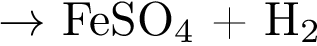 → FeSO₄ + H₂